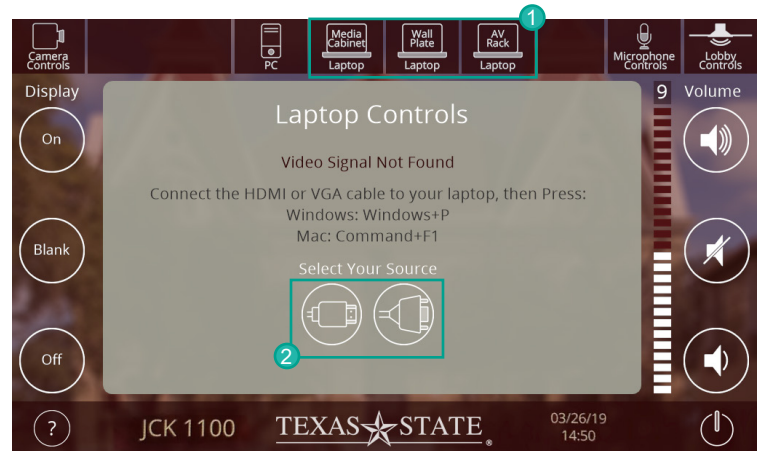 1
Camera
Controls
PC
Media
Cabinet
Laptop
Wall
Plate
Laptop
AV
Rack
Laptop
Microphone
Controls
Lobby
Controls
Display
9
Volume
On
Laptop Controls
Video Signal Not Found
Connect the HDMI or VGA cable to your laptop, then Press:
Windows: Windows+P
Mac: Command+F1
Blank
Select Your Source
2
Off
?
JCK 1100
TEXAS STATE
®
03/26/19
14:50